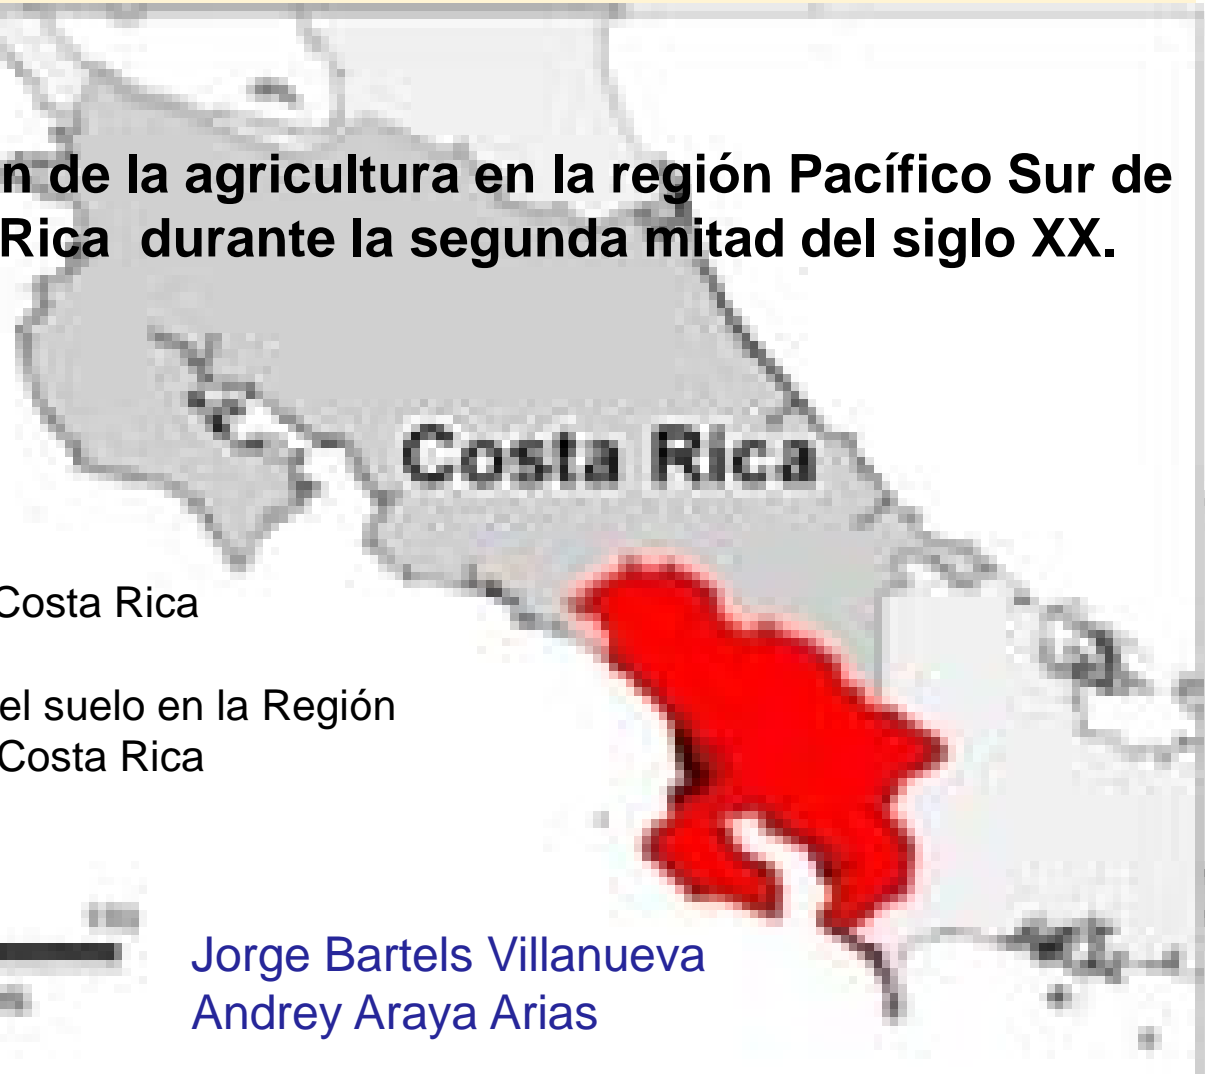 n de la agricultura en la región Pacífico Sur de
Rica durante la segunda mitad del siglo XX.
Costa Rica
Costa Rica
el suelo en la Región
Costa Rica
Jorge Bartels Villanueva
Andrey Araya Arias